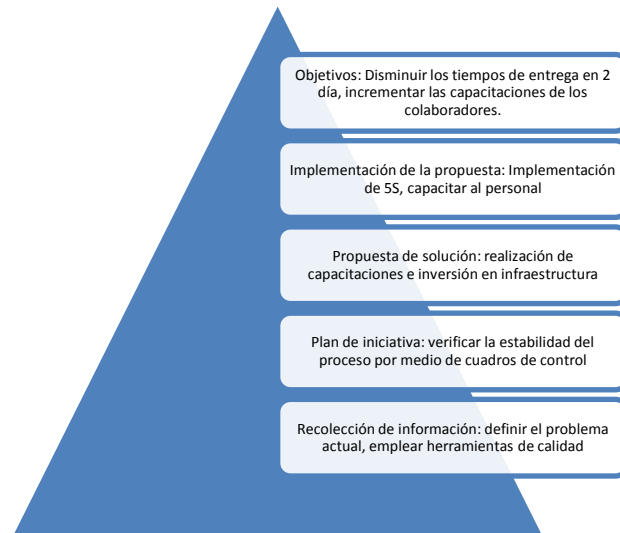 Objetivos: Disminuir los tiempos de entrega en 2
día, incrementar las capacitaciones de los
colaboradores.
Implementación de la propuesta: Implementación
de 5S, capacitar al personal
Propuesta de solución: realización de
capacitaciones e inversión en infraestructura
Plan de iniciativa: verificar la estabilidad del
proceso por medio de cuadros de control
Recolección de información: definir el problema
actual, emplear herramientas de calidad